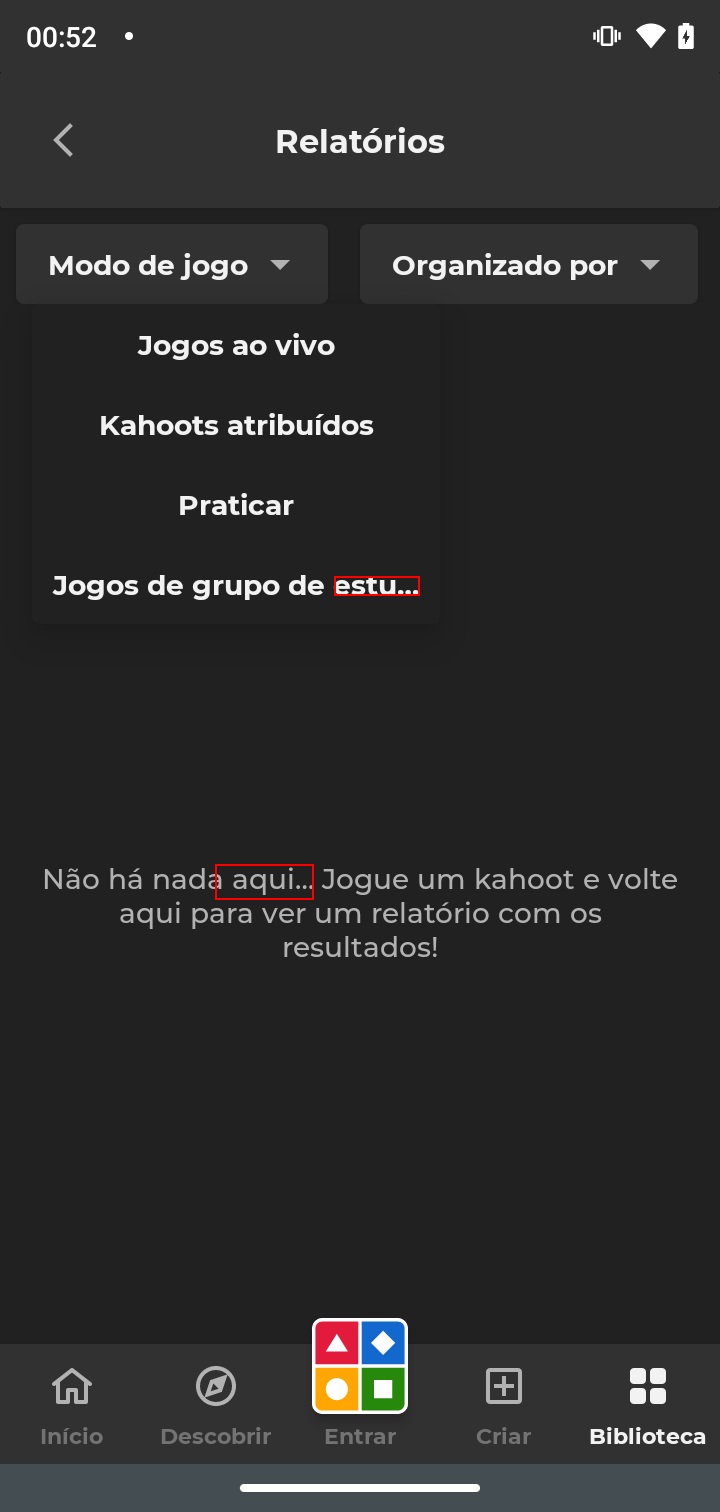 00:52
Relatórios
Modo de jogo
Organizado por
Jogos ao vivo
Kahoots atribuídos
Praticar
Jogos de grupo de estu...
Não há nada aqui... Jogue um kahoot e volte
aqui para ver um relatório com os
resultados!
Início
Descobrir
Entrar
Criar
Biblioteca